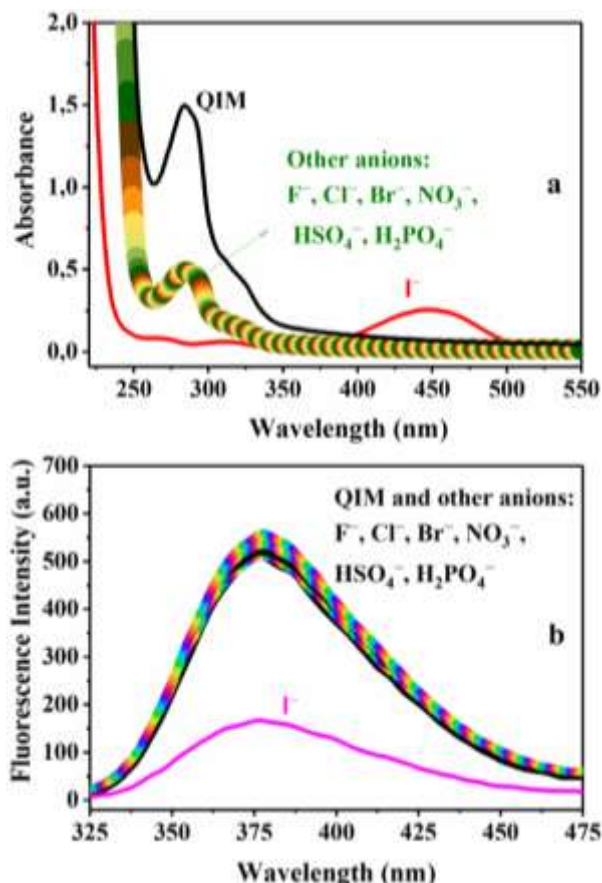 2.0
QIM
1.5
Other anions:
a
F⁻, Cl⁻, Br⁻, NO₃⁻,
1.0
HSO₄⁻, H₂PO₄⁻
Absorbance
0.5
I⁻
0.0
250 300 350 400 450 500 550
Wavelength (nm)
700
QIM and other anions:
600
F⁻, Cl⁻, Br⁻, NO₃⁻,
500
HSO₄⁻, H₂PO₄⁻
400
b
Fluorescence Intensity (a.u.)
300
200
I⁻
100
0
325 350 375 400 425 450 475
Wavelength (nm)